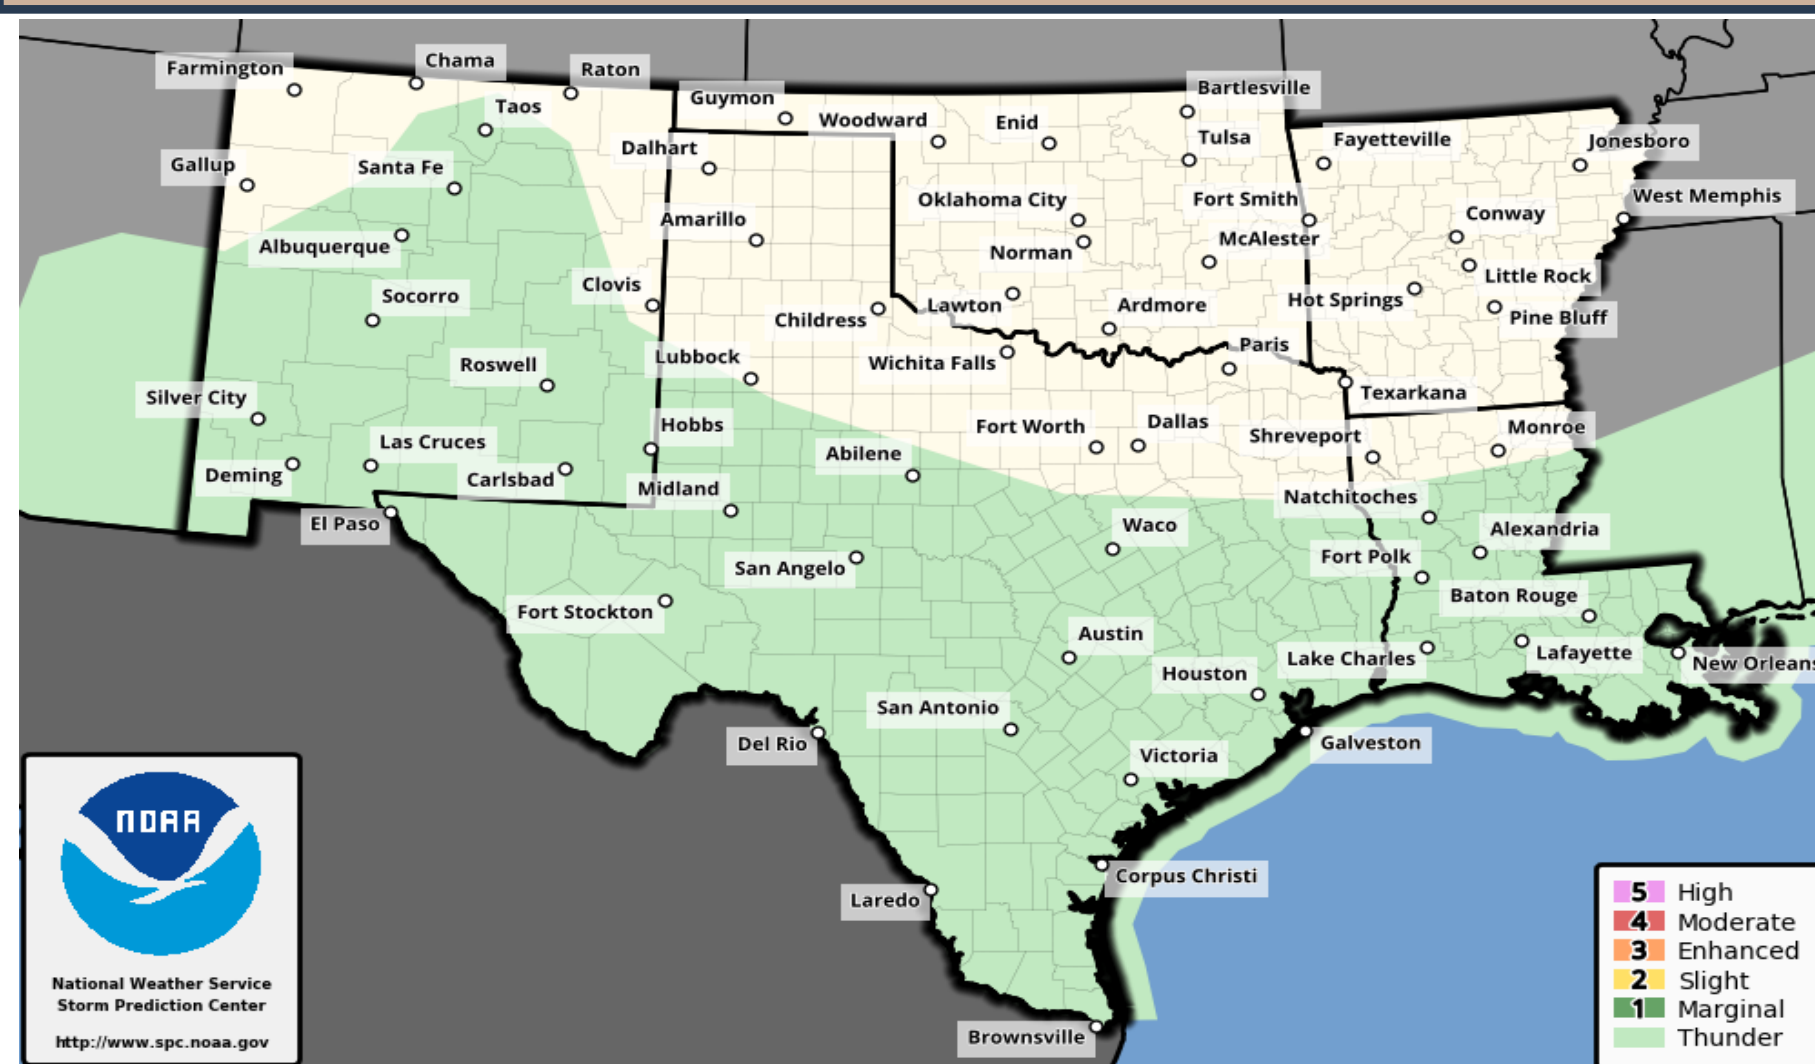 Farmington
Chama
Raton
Guymon
Bartlesville
Taos
Woodward
Enid
Tulsa
Fayetteville
Jonesboro
Dalhart
Gallup
Santa Fe
West Memphis
Oklahoma City
Fort Smith
Conway
Amarillo
Albuquerque
Norman
McAlester
Little Rock
Clovis
Socorro
Lawton
Ardmore
Hot Springs
Pine Bluff
Childress
Paris
Lubbock
Roswell
Wichita Falls
Silver City
Texarkana
Hobbs
Fort Worth
Dallas
Shreveport
Monroe
Las Cruces
Abilene
Deming
Carlsbad
Midland
Natchitoches
El Paso
Waco
Alexandria
San Angelo
Fort Polk
Fort Stockton
Baton Rouge
Austin
Lake Charles
Lafayette
New Orleans
Houston
San Antonio
Del Rio
Galveston
Victoria
Corpus Christi
Laredo
Brownsville
NOAA
National Weather Service
Storm Prediction Center
http://www.spc.noaa.gov
5 High
4 Moderate
3 Enhanced
2 Slight
1 Marginal
Thunder